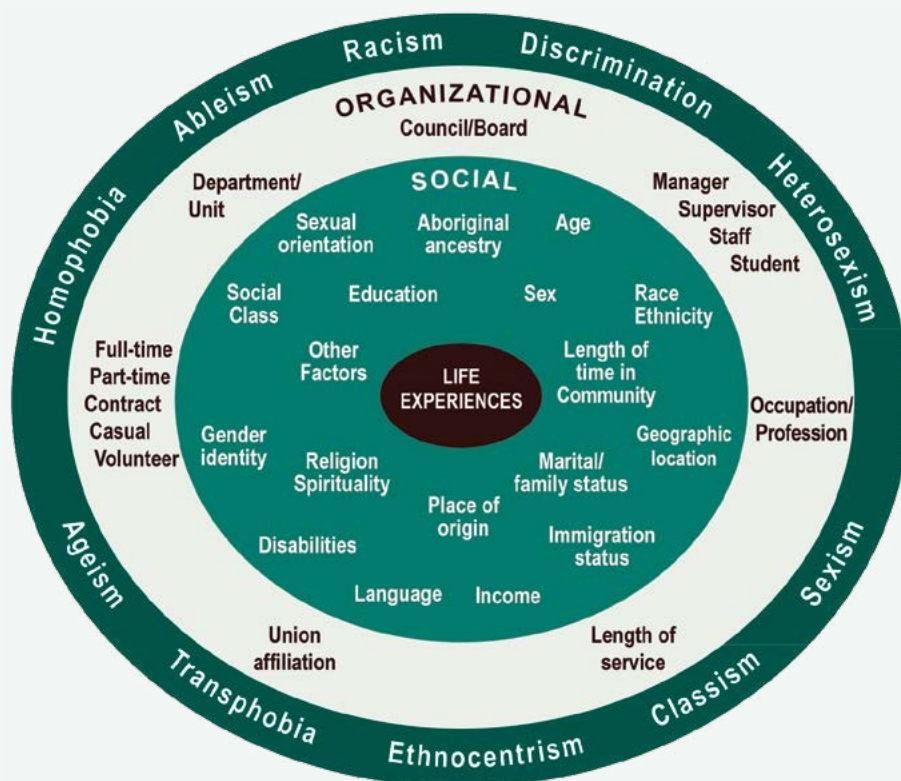 Racism
Discrimination
Heterosexism
Sexism
Classism
Ethnocentrism
Transphobia
Ageism
Homophobia
Ableism
ORGANIZATIONAL
Council/Board
Department/
Unit
Manager
Supervisor
Staff
Student
Full-time
Part-time
Contract
Casual
Volunteer
Occupation/
Profession
Union
affiliation
Length of
service
SOCIAL
Sexual
orientation
Aboriginal
ancestry
Age
Social
Class
Education
Sex
Race
Ethnicity
Other
Factors
Length of
time in
Community
Gender
identity
Religion
Spirituality
Marital/
family status
Geographic
location
Place of
origin
Disabilities
Immigration
status
Language
Income
LIFE
EXPERIENCES